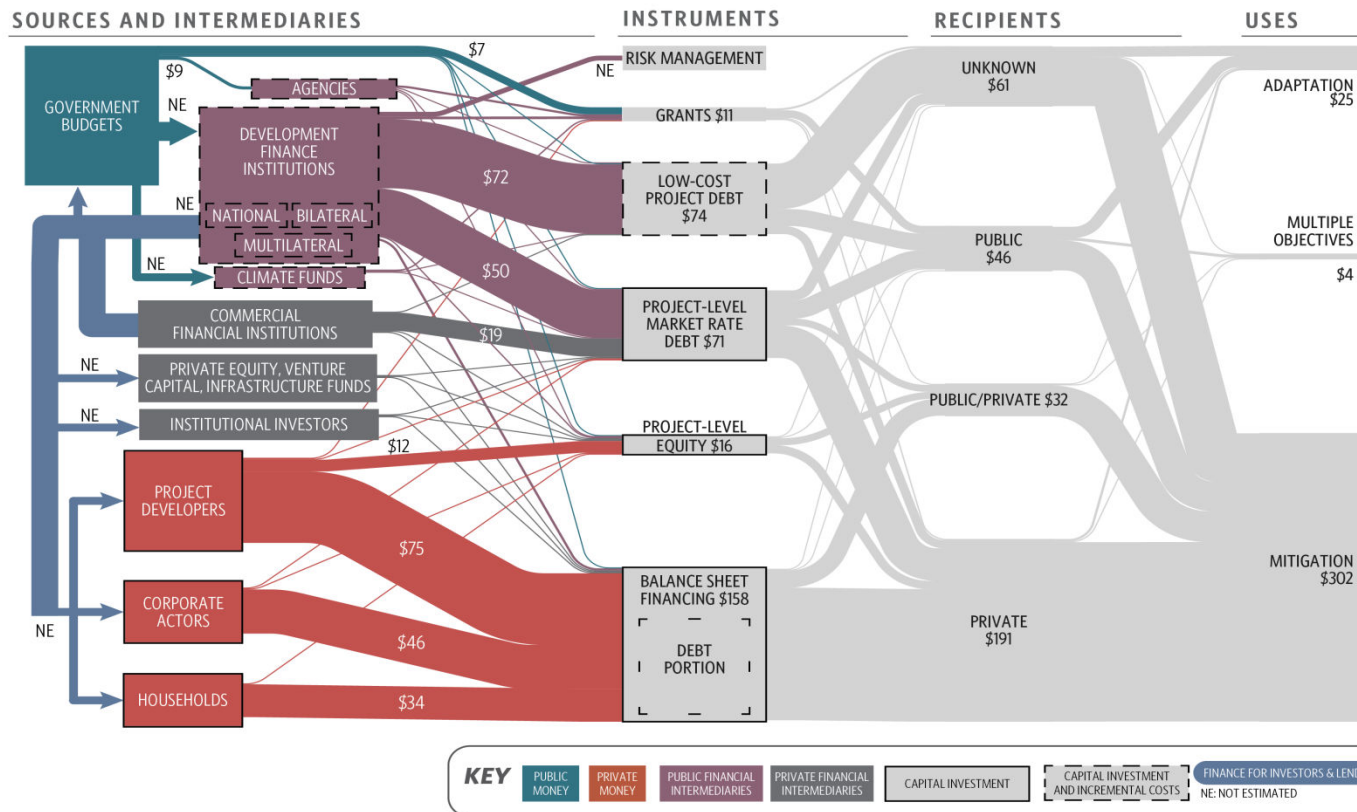 SOURCES AND INTERMEDIARIES
INSTRUMENTS
RECIPIENTS
USES
GOVERNMENT
BUDGETS
$9
NE
NE
NE
AGENCIES
DEVELOPMENT
FINANCE
INSTITUTIONS
NATIONAL
BILATERAL
MULTILATERAL
CLIMATE FUNDS
COMMERCIAL
FINANCIAL INSTITUTIONS
NE
PRIVATE EQUITY, VENTURE
CAPITAL, INFRASTRUCTURE FUNDS
NE
INSTITUTIONAL INVESTORS
PROJECT
DEVELOPERS
CORPORATE
ACTORS
NE
HOUSEHOLDS
$7
NE
$72
$50
$19
$12
$75
$46
$34
RISK MANAGEMENT
GRANTS $11
LOW-COST
PROJECT DEBT
$74
PROJECT-LEVEL
MARKET RATE
DEBT $71
PROJECT-LEVEL
EQUITY $16
BALANCE SHEET
FINANCING $158
DEBT
PORTION
UNKNOWN
$61
PUBLIC
$46
PUBLIC/PRIVATE $32
PRIVATE
$191
ADAPTATION
$25
MULTIPLE
OBJECTIVES
$4
MITIGATION
$302
KEY
PUBLIC
MONEY
PRIVATE
MONEY
PUBLIC FINANCIAL
INTERMEDIARIES
PRIVATE FINANCIAL
INTERMEDIARIES
CAPITAL INVESTMENT
CAPITAL INVESTMENT
AND INCREMENTAL COSTS
FINANCE FOR INVESTORS & LEND
NE: NOT ESTIMATED